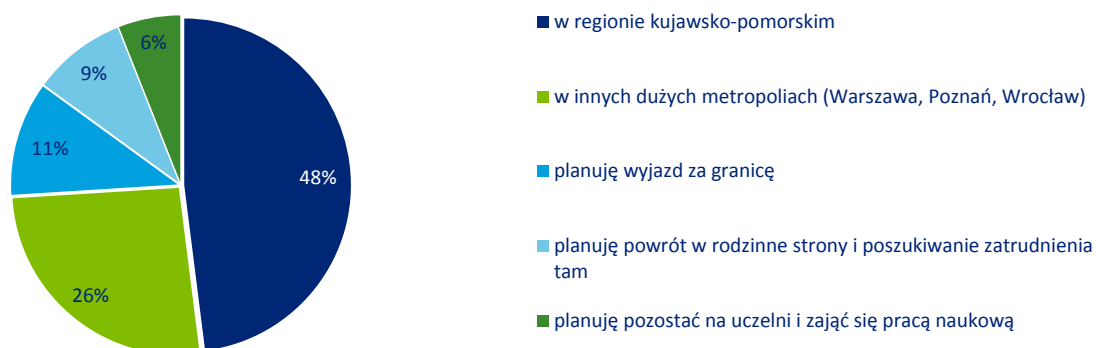 6%
9%
11%
48%
26%
w regionie kujawsko-pomorskim
w innych dużych metropoliach (Warszawa, Poznań, Wrocław)
planuję wyjazd za granicę
planuję powrót w rodzinne strony i poszukiwanie zatrudnienia
tam
planuję pozostać na uczelni i zająć się pracą naukową